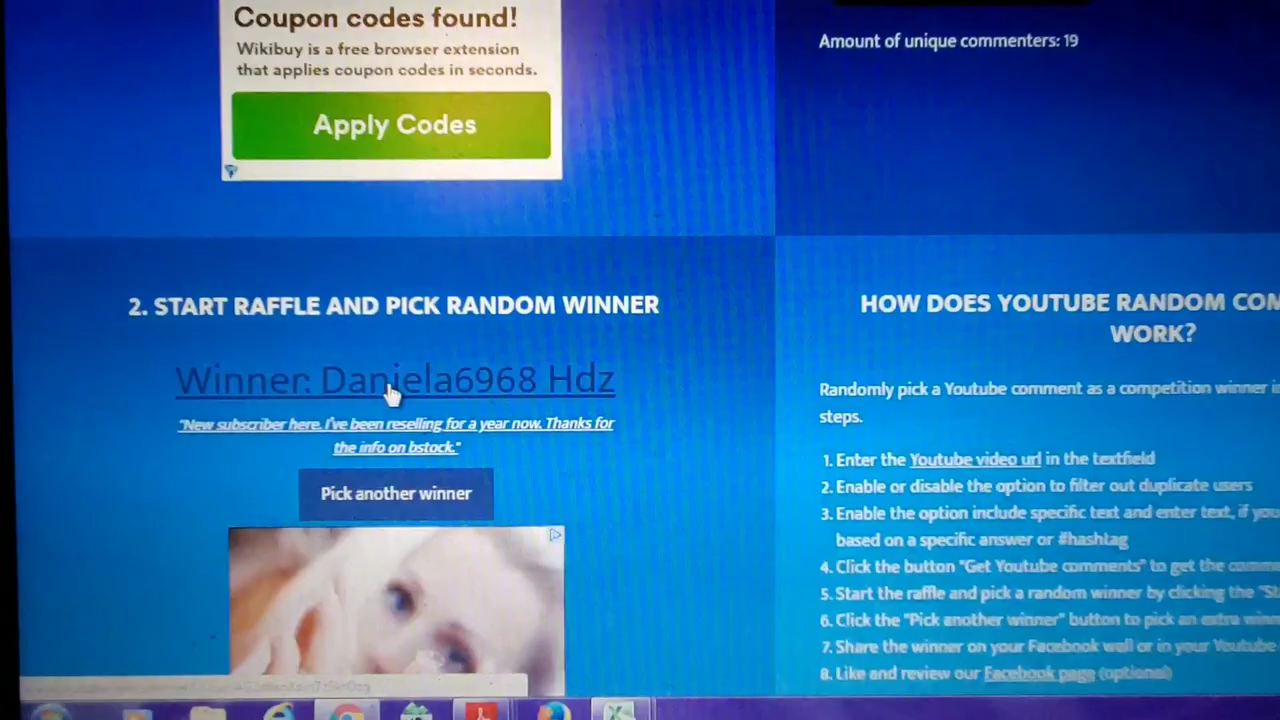 Coupon codes found!
Wikibuy is a free browser extension
that applies coupon codes in seconds.
Apply Codes
Amount of unique commenters: 19
2. START RAFFLE AND PICK RANDOM WINNER
Winner: Daniela6968 Hdz
"New subscriber here. I've been reselling for a year now. Thanks for
the info on bstock."
Pick another winner
HOW DOES YOUTUBE RANDOM COM
WORK?
Randomly pick a Youtube comment as a competition winner i
steps.
1. Enter the Youtube video url in the textfield
2. Enable or disable the option to filter out duplicate users
3. Enable the option include specific text and enter text, if you
based on a specific answer or #hashtag
4. Click the button "Get Youtube comments" to get the comme
5. Start the raffle and pick a random winner by clicking the "St
6. Click the "Pick another winner" button to pick an extra winn
7. Share the winner on your Facebook wall or in your Youtube
8. Like and review our Facebook page (optional)